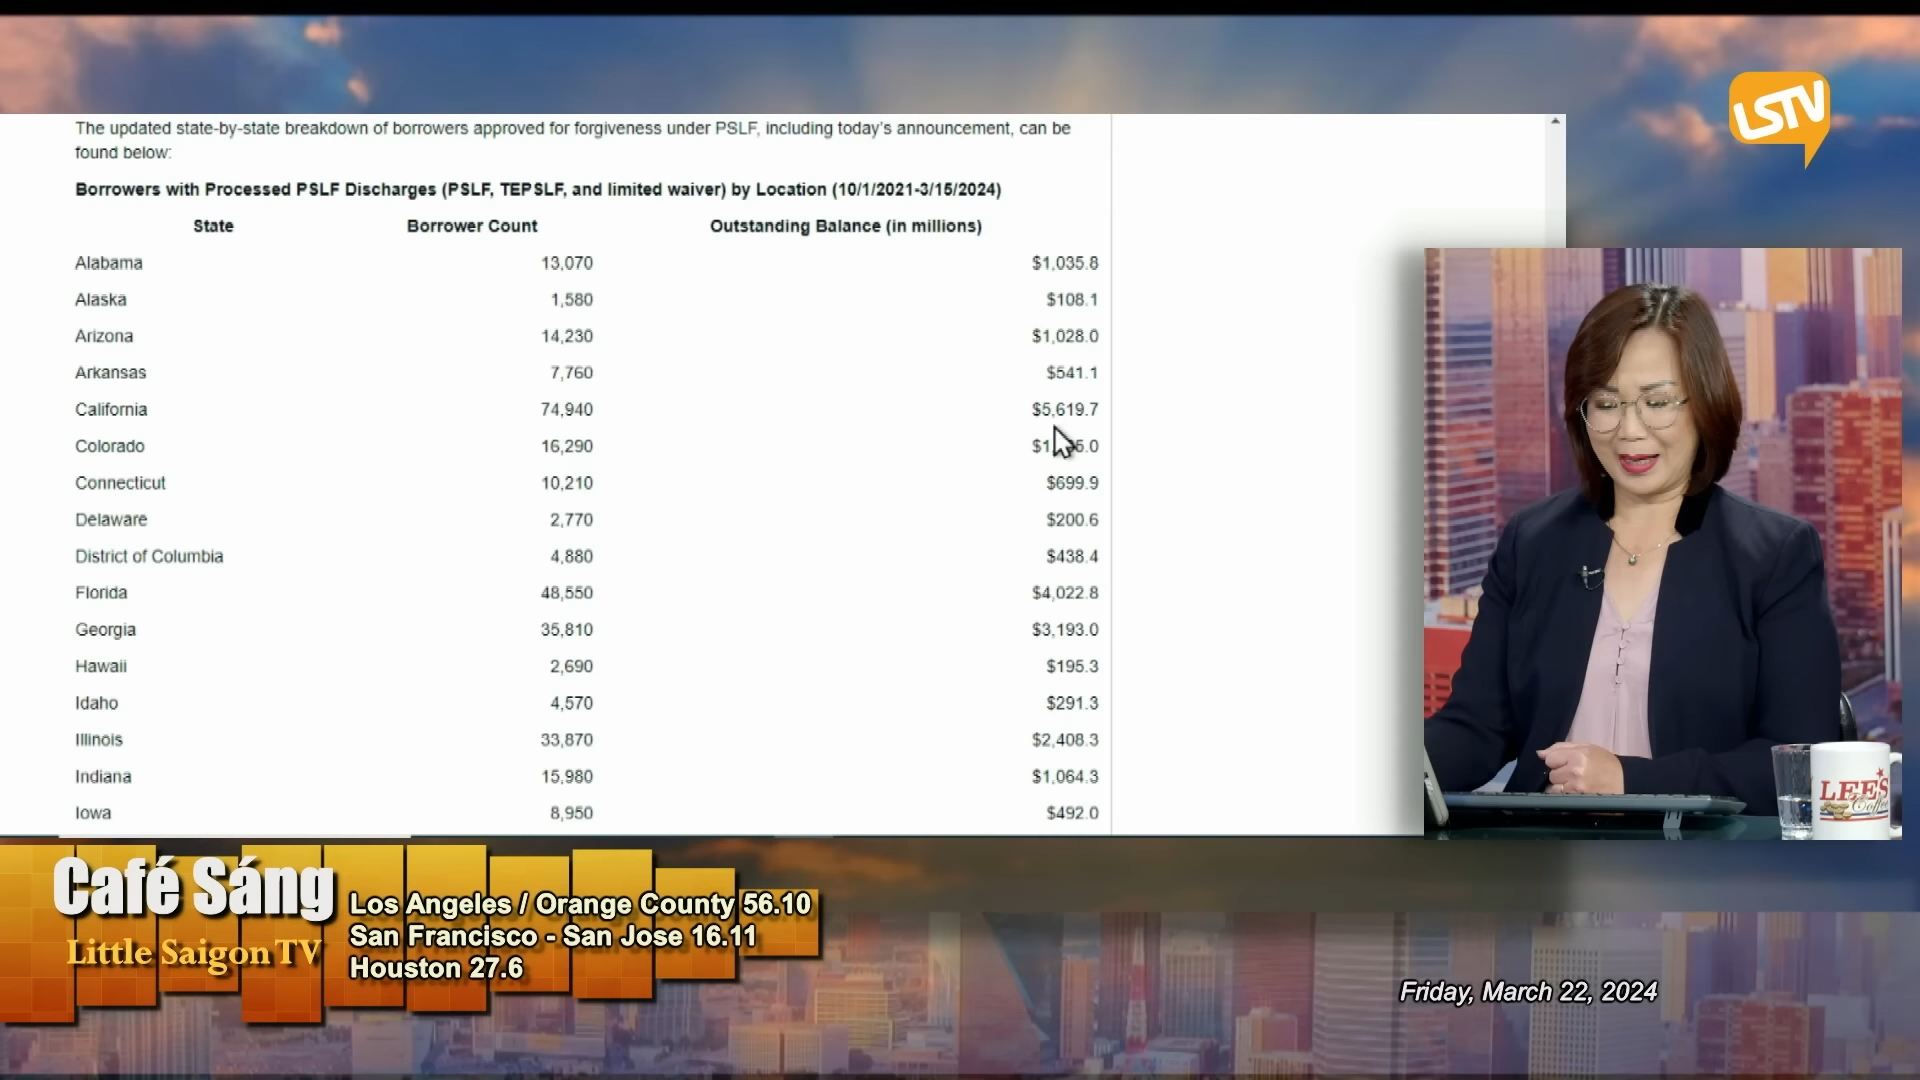 LSTV
The updated state-by-state breakdown of borrowers approved for forgiveness under PSLF, including today's announcement, can be
found below:
Borrowers with Processed PSLF Discharges (PSLF, TEPSLF, and limited waiver) by Location (10/1/2021-3/15/2024)
State Borrower Count Outstanding Balance (in millions)
Alabama 13,070 $1,035.8
Alaska 1,580 $108.1
Arizona 14,230 $1,028.0
Arkansas 7,760 $541.1
California 74,940 $5,619.7
Colorado 16,290
Connecticut 10,210 $699.9
Delaware 2,770 $200.6
District of Columbia 4,880 $438.4
Florida 48,550 $4,022.8
Georgia 35,810 $3,193.0
Hawaii 2,690 $195.3
Idaho 4,570 $291.3
Illinois 33,870 $2,408.3
Indiana 15,980 $1,064.3
Iowa 8,950 $492.0
LEE'S
Coffee
Café Sáng
Little Saigon TV
Los Angeles / Orange County 56.10
San Francisco - San Jose 16.11
Houston 27.6
Friday, March 22, 2024